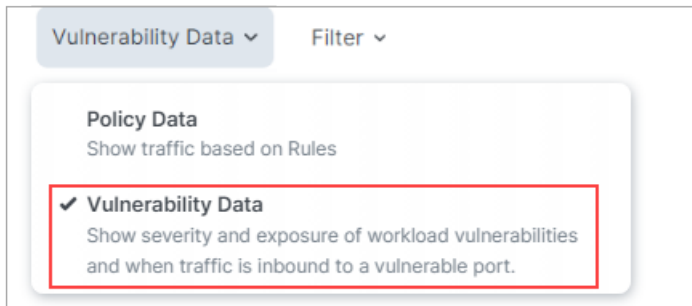 Vulnerability Data Filter
Policy Data
Show traffic based on Rules
Vulnerability Data
Show severity and exposure of workload vulnerabilities
and when traffic is inbound to a vulnerable port.